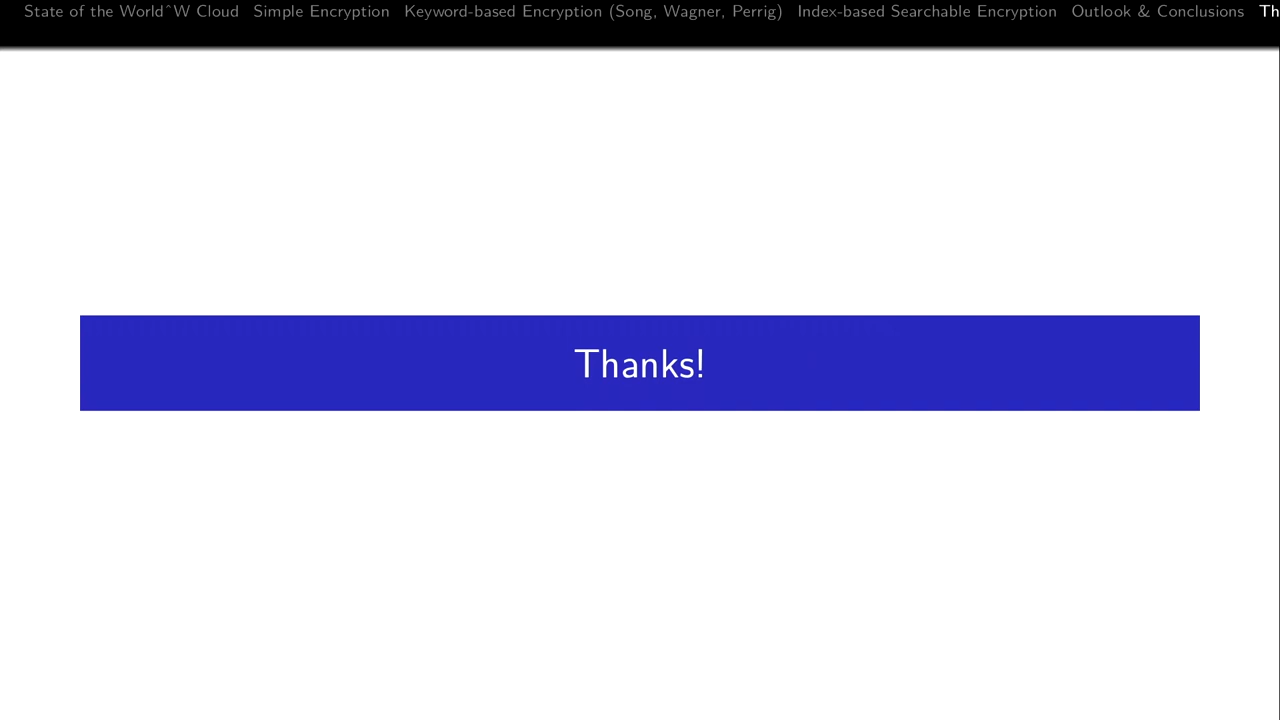 State of the World^W Cloud Simple Encryption Keyword-based Encryption (Song, Wagner, Perrig) Index-based Searchable Encryption Outlook & Conclusions Th
Thanks!